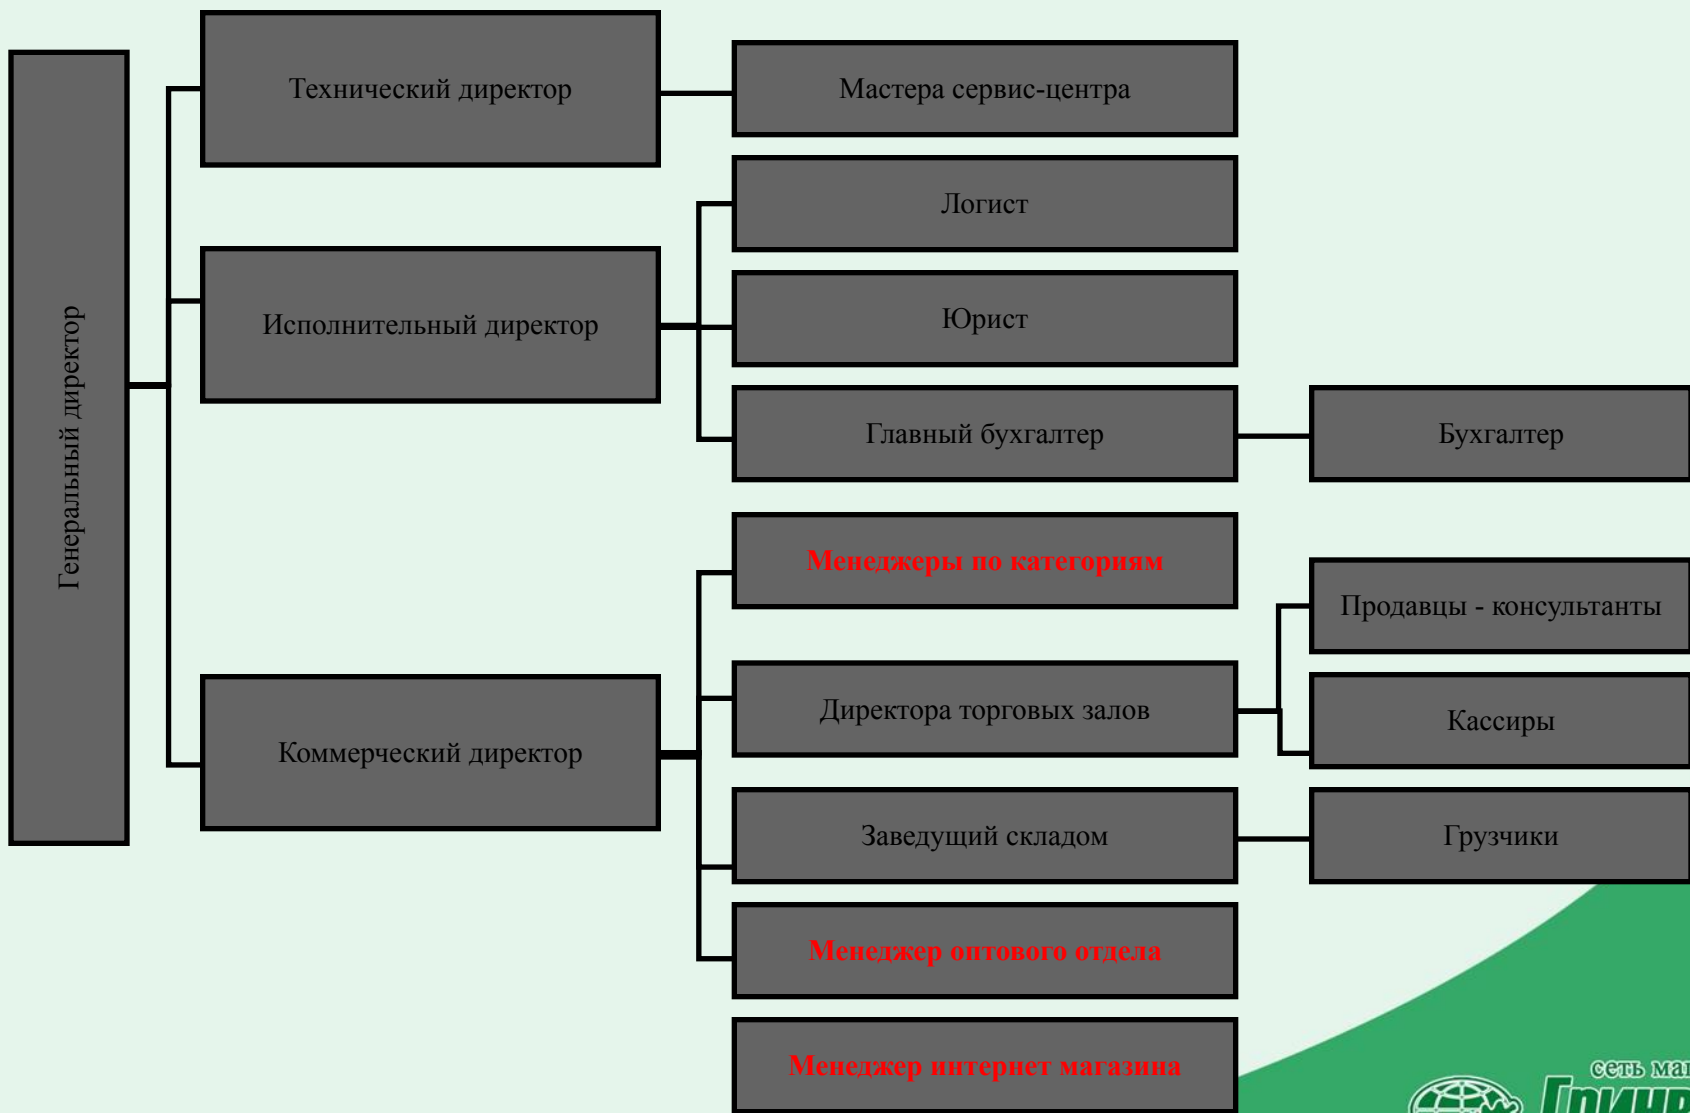 Генеральный директор
Технический директор
Исполнительный директор
Коммерческий директор
Мастера сервис-центра
Логист
Юрист
Главный бухгалтер
Бухгалтер
Менеджеры по категориям
Директора торговых залов
Продавцы - консультанты
Кассиры
Заведущий складом
Грузчики
Менеджер оптового отдела
Менеджер интернет магазина
сеть